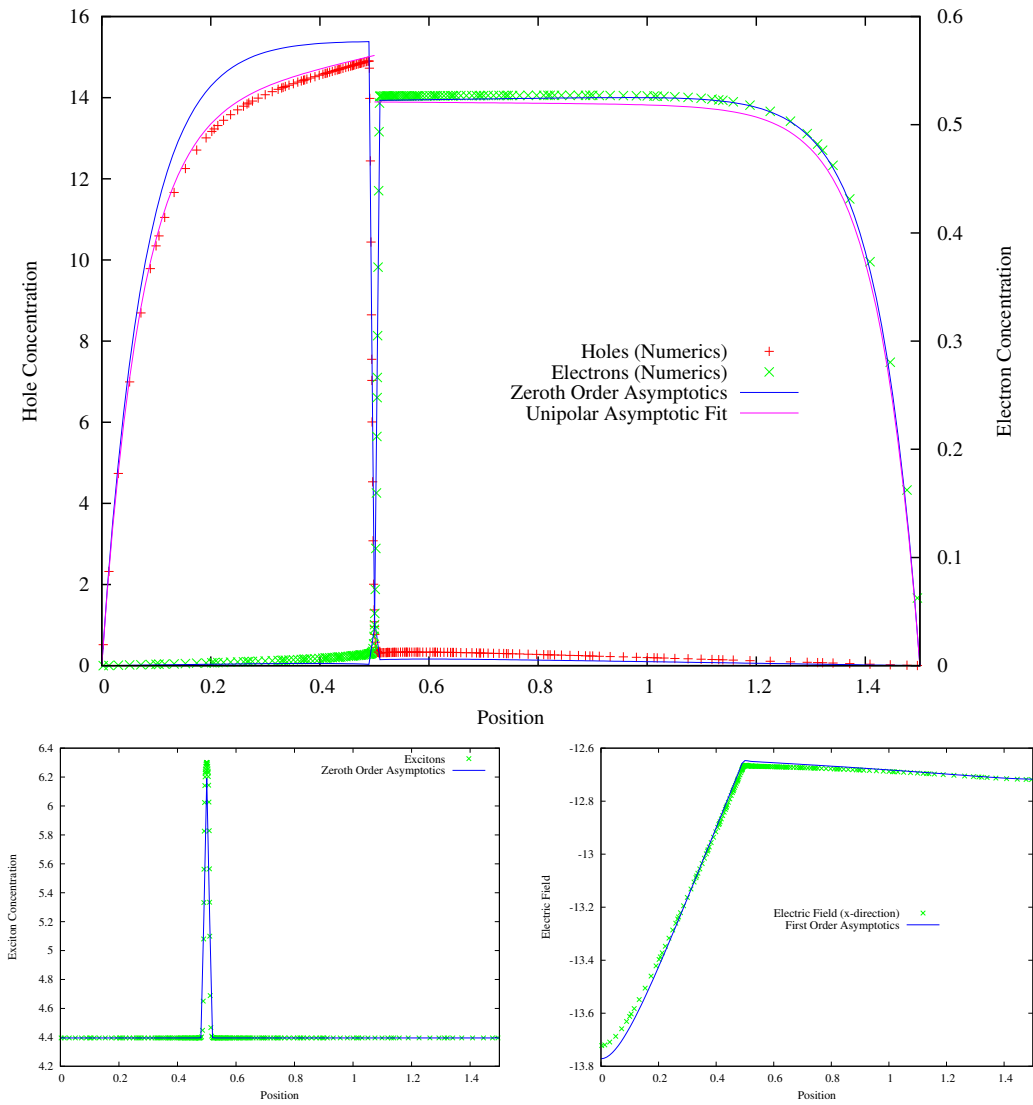 16
14
12
10
8
6
4
2
0
Hole Concentration
0.6
0.5
0.4
0.3
0.2
0.1
0
Electron Concentration
Holes (Numerics)
Electrons (Numerics)
Zeroth Order Asymptotics
Unipolar Asymptotic Fit
0 0.2 0.4 0.6 0.8 1 1.2 1.4
Position
6.4
6.2
6
5.8
5.6
5.4
5.2
5
4.8
4.6
4.4
4.2
Exciton Concentration
Excitons
Zeroth Order Asymptotics
0 0.2 0.4 0.6 0.8 1 1.2 1.4
Position
-12.6
-12.8
-13
-13.2
-13.4
-13.6
-13.8
Electric Field
Electric Field (x-direction)
First Order Asymptotics
0 0.2 0.4 0.6 0.8 1 1.2 1.4
Position